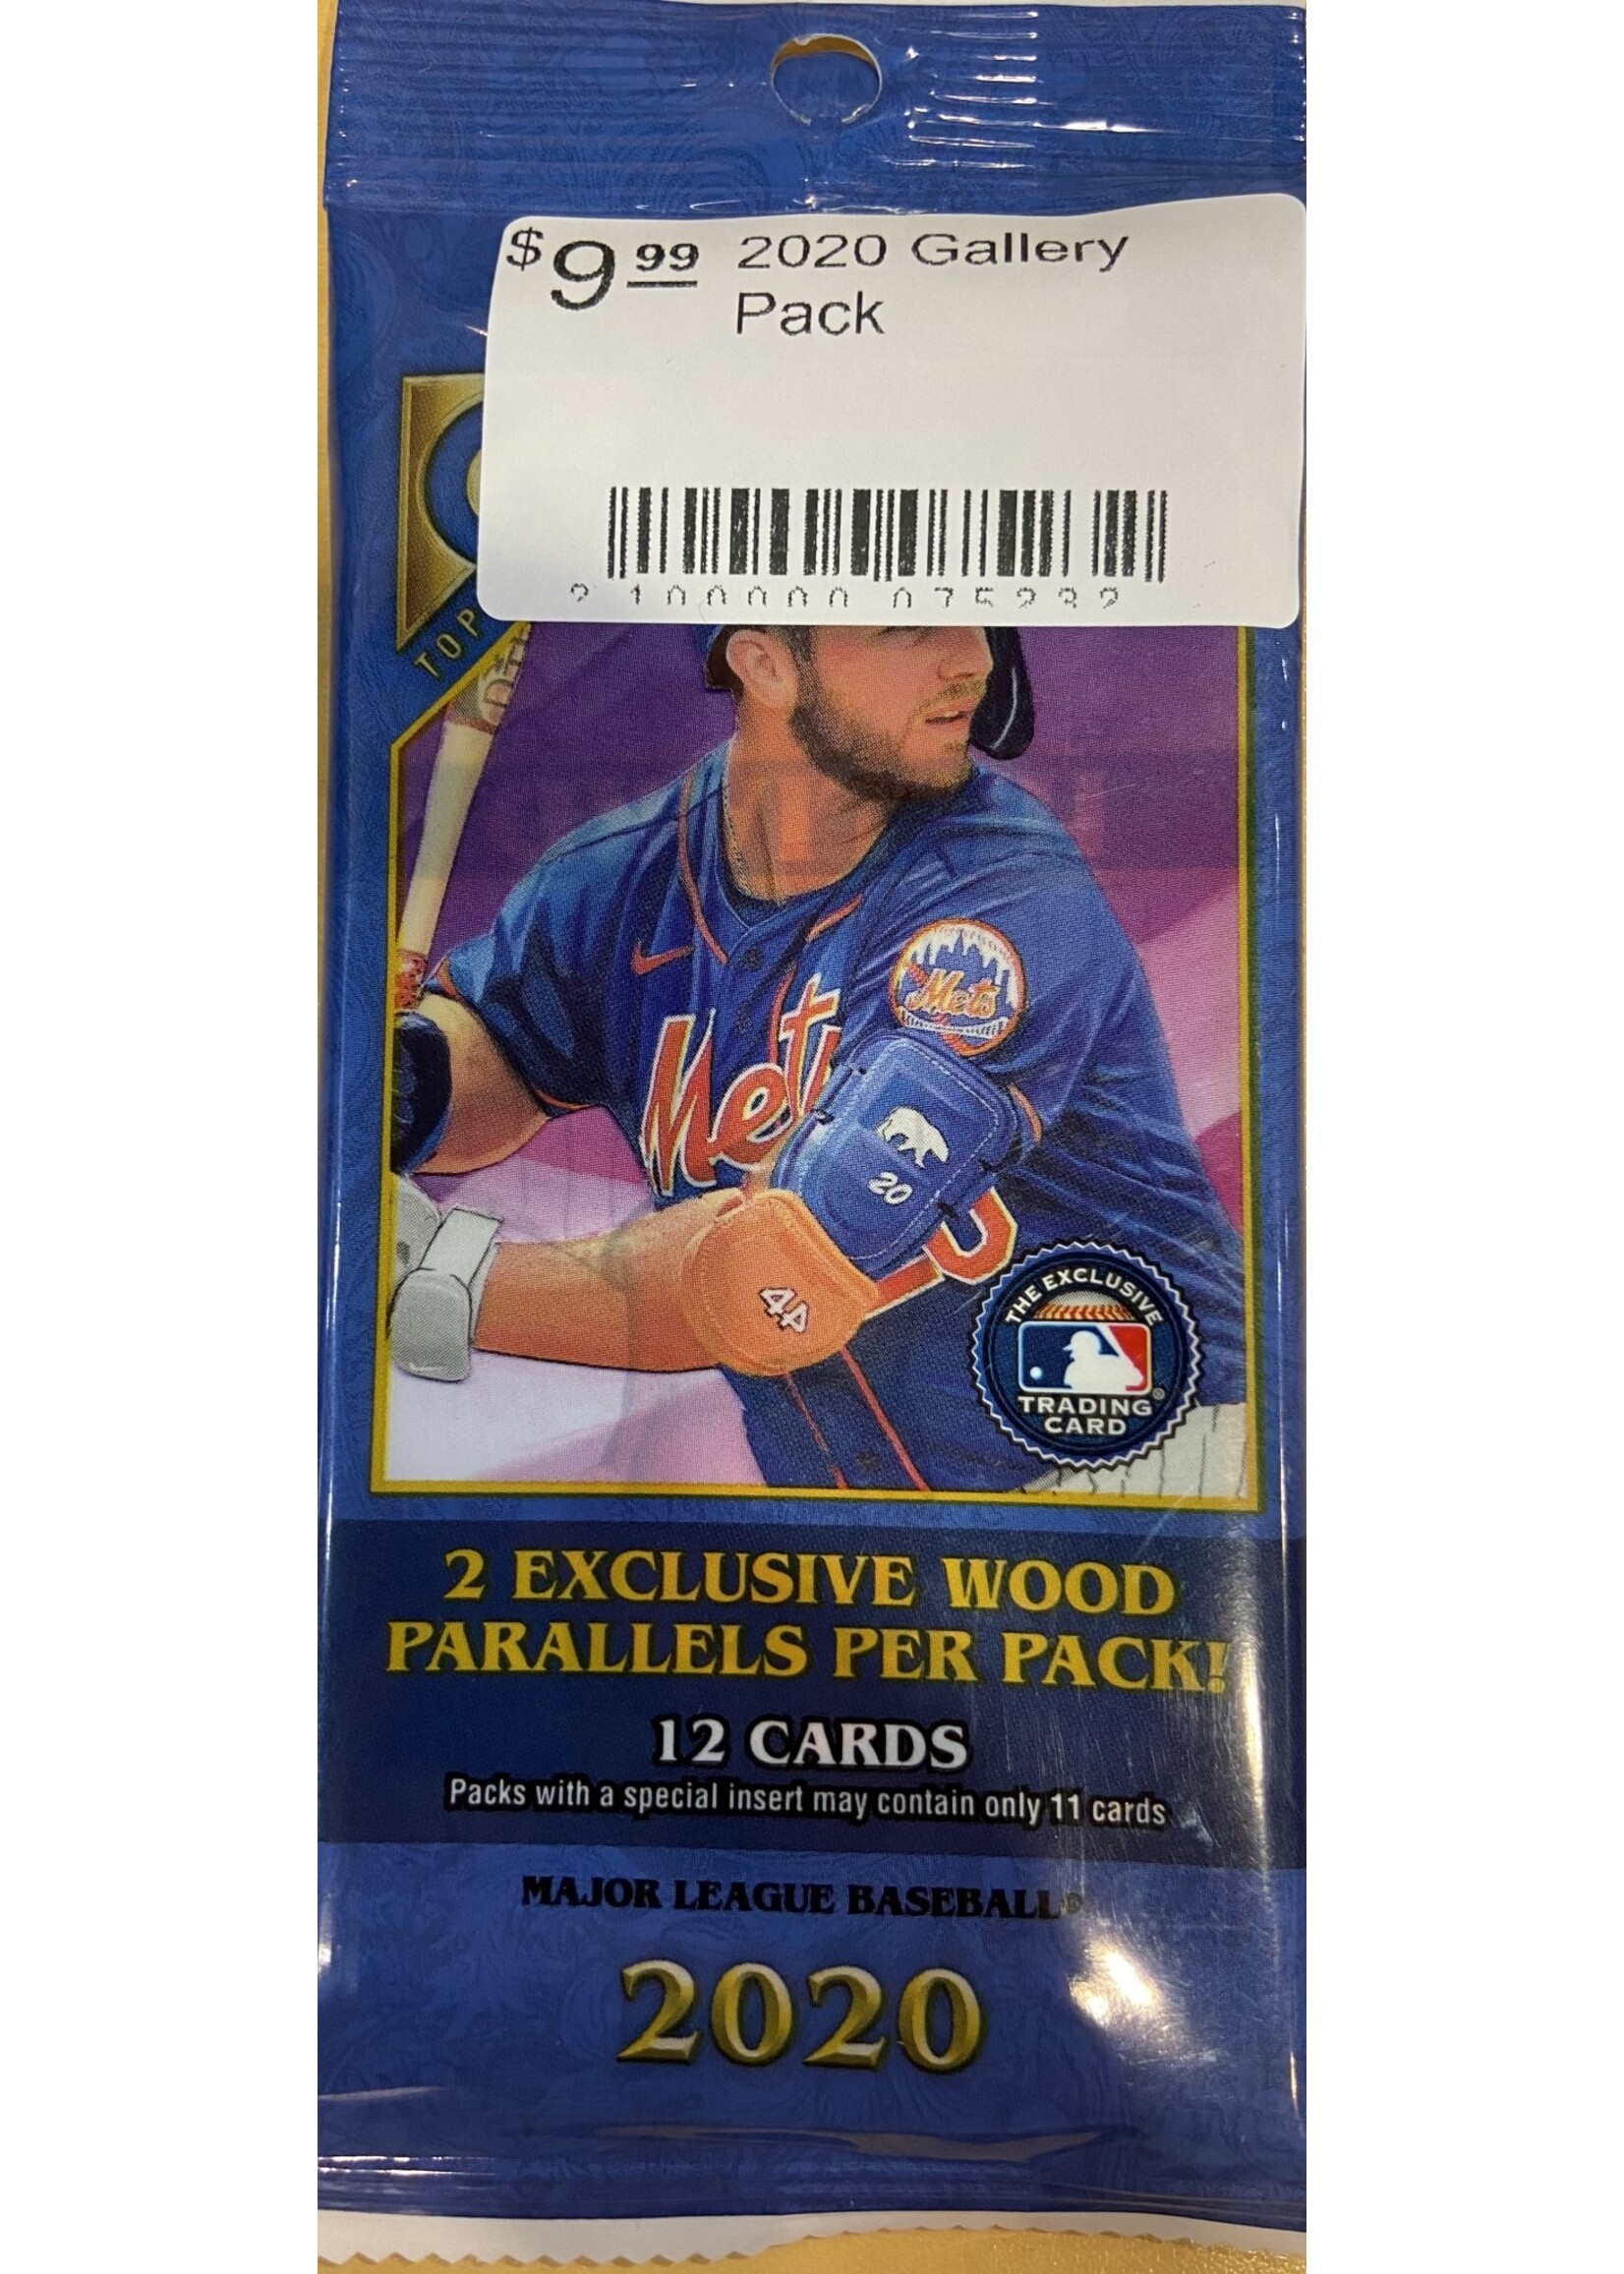 $9.99 2020 Gallery
Pack
TOP
Mets
Mets
20
44
THE EXCLUSIVE
TRADING
CARD
2 EXCLUSIVE WOOD
PARALLELS PER PACK!
12 CARDS
Packs with a special insert may contain only 11 cards
MAJOR LEAGUE BASEBALL®
2020